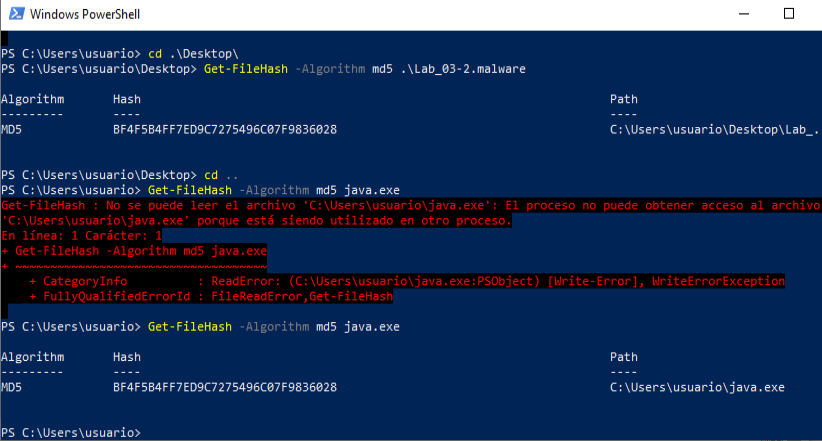 Windows PowerShell
PS C:\Users\usuario> cd .\Desktop\
PS C:\Users\usuario\Desktop> Get-FileHash -Algorithm md5 .\Lab_03-2.malware
Algorithm Hash Path
--------- ---- ----
MD5 BF4F5B4FF7ED9C7275496C07F9836028 C:\Users\usuario\Desktop\Lab_.
PS C:\Users\usuario\Desktop> cd ..
PS C:\Users\usuario> Get-FileHash -Algorithm md5 java.exe
Get-FileHash : No se puede leer el archivo 'C:\Users\usuario\java.exe': El proceso no puede obtener acceso al archivo
'C:\Users\usuario\java.exe' porque está siendo utilizado en otro proceso.
En línea: 1 Carácter: 1
+ Get-FileHash -Algorithm md5 java.exe
+ ~~~~~~~~~~~~~~~~~~~~~~~~~~~~~~~~~~~~
+ CategoryInfo : ReadError: (C:\Users\usuario\java.exe:PSObject) [Write-Error], WriteErrorException
+ FullyQualifiedErrorId : FileReadError,Get-FileHash
PS C:\Users\usuario> Get-FileHash -Algorithm md5 java.exe
Algorithm Hash Path
--------- ---- ----
MD5 BF4F5B4FF7ED9C7275496C07F9836028 C:\Users\usuario\java.exe
PS C:\Users\usuario>